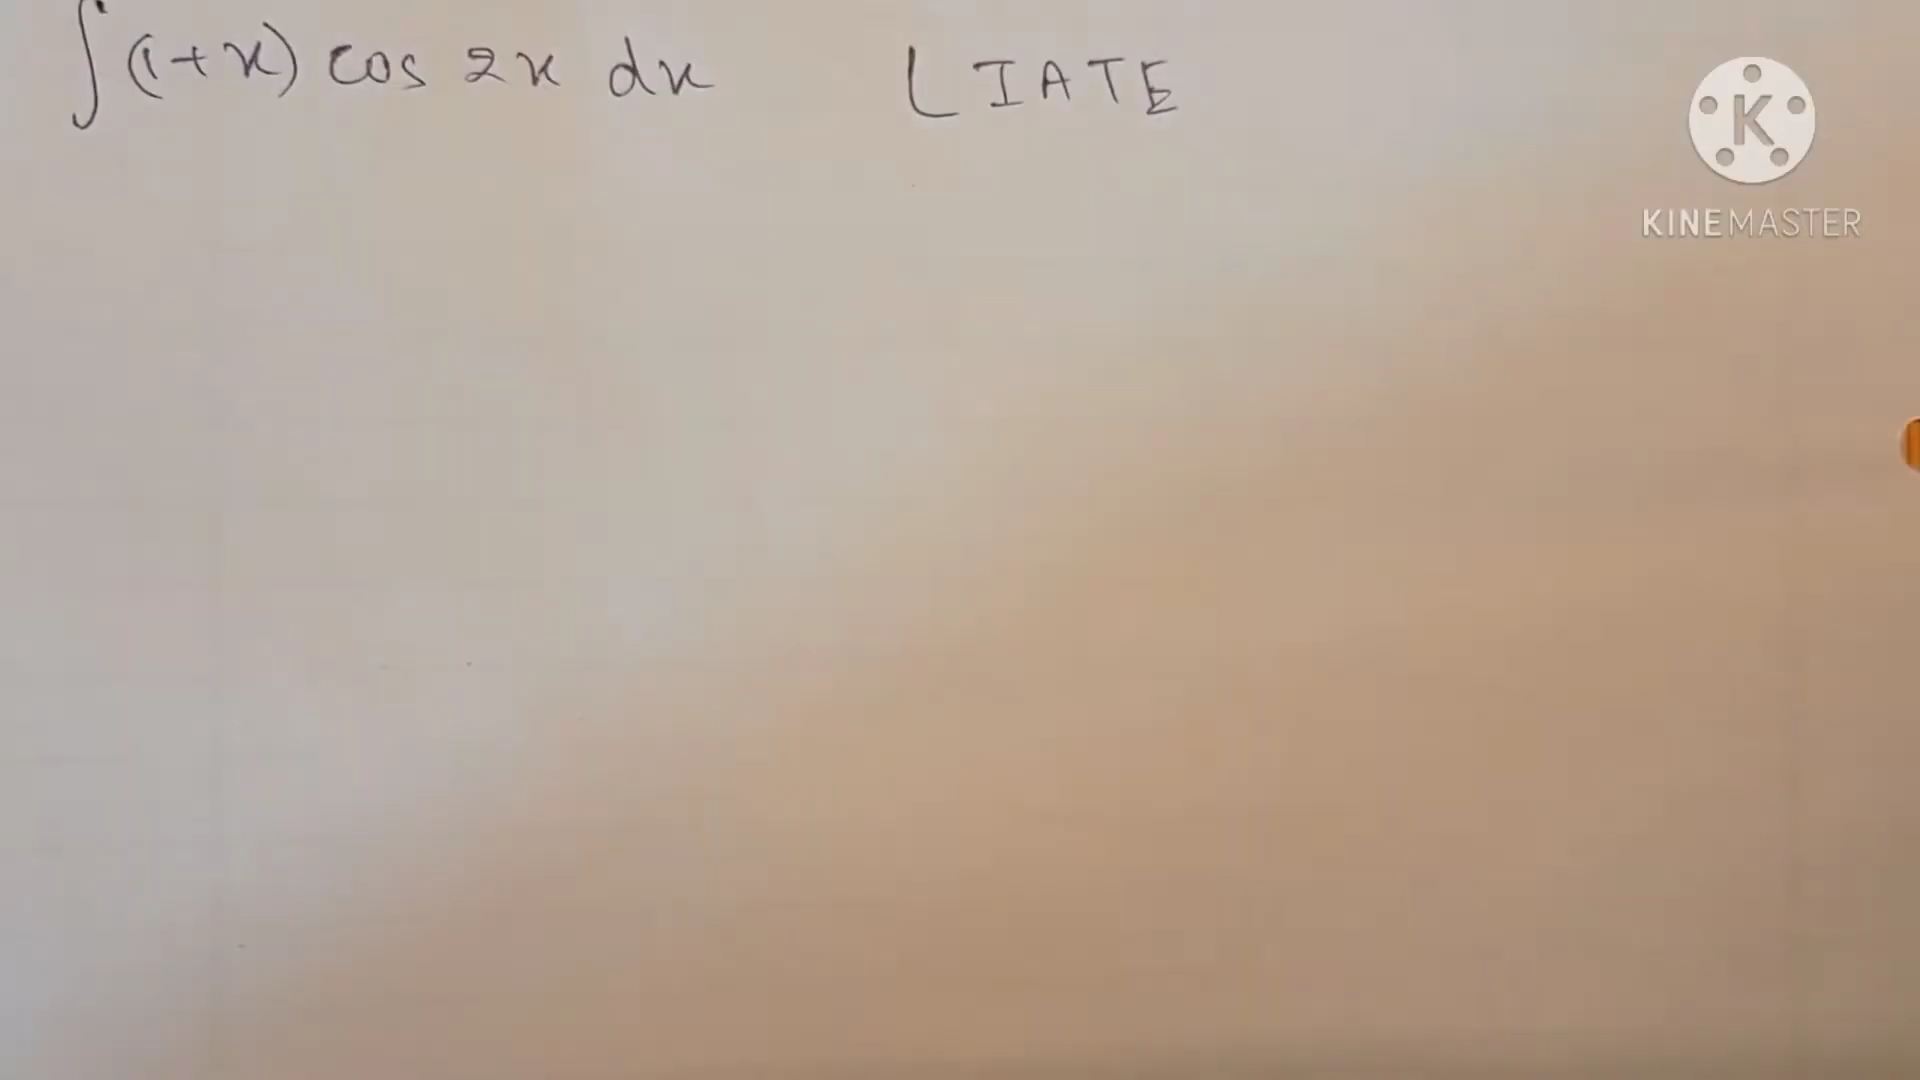 ∫(1+x) cos 2x dx LIATE
K
KINEMASTER